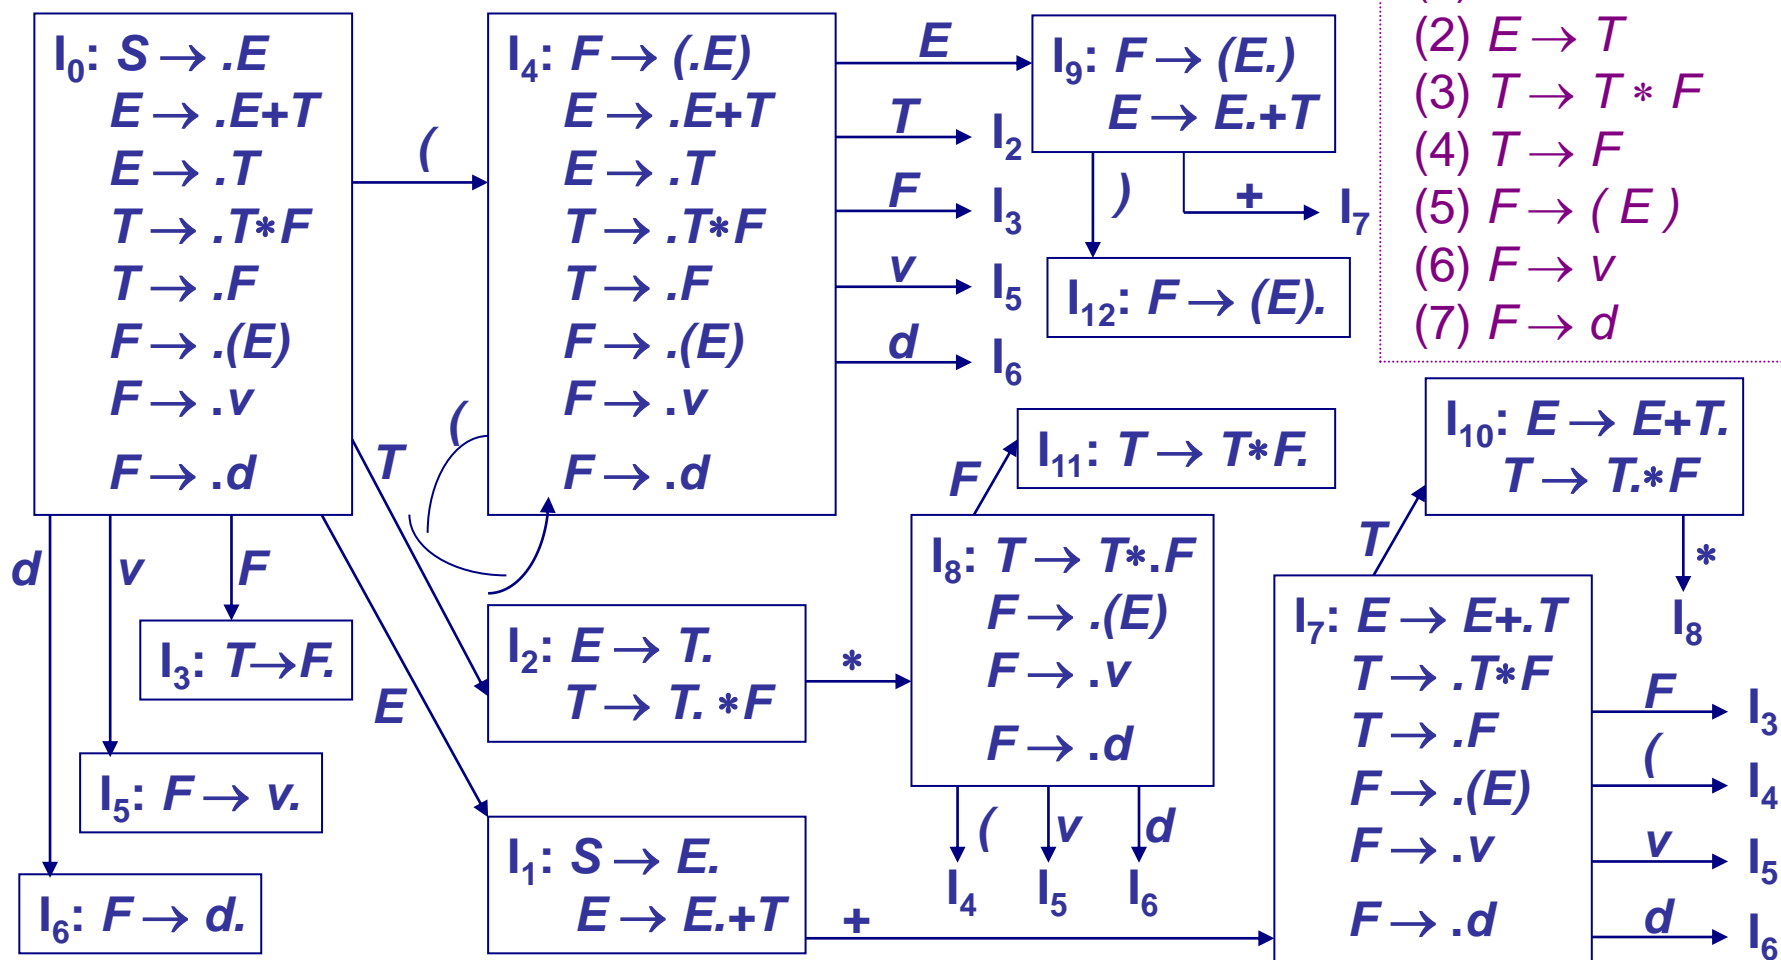 I0: S → .E
E → .E+T
E → .T
T → .T*F
T → .F
F → .(E)
F → .v
F → .d
(
d
v
F
T
E
I3: T→F.
I5: F → v.
I6: F → d.
I4: F → (.E)
E → .E+T
E → .T
T → .T*F
T → .F
F → .(E)
F → .v
F → .d
(
E
T I2
F I3
v I5
d I6
I9: F → (E.)
E → E.+T
)
+ I7
I12: F → (E).
I2: E → T.
T → T. *F
*
I1: S → E.
E → E.+T
+
F
I11: T → T*F.
I8: T → T*.F
F → .(E)
F → .v
F → .d
( v d
I4 I5 I6
(2) E → T
(3) T → T * F
(4) T → F
(5) F → ( E )
(6) F → v
(7) F → d
I10: E → E+T.
T → T.*F
T
*
I8
I7: E → E+.T
T → .T*F
T → .F
F → .(E)
F → .v
F → .d
F I3
( I4
v I5
d I6